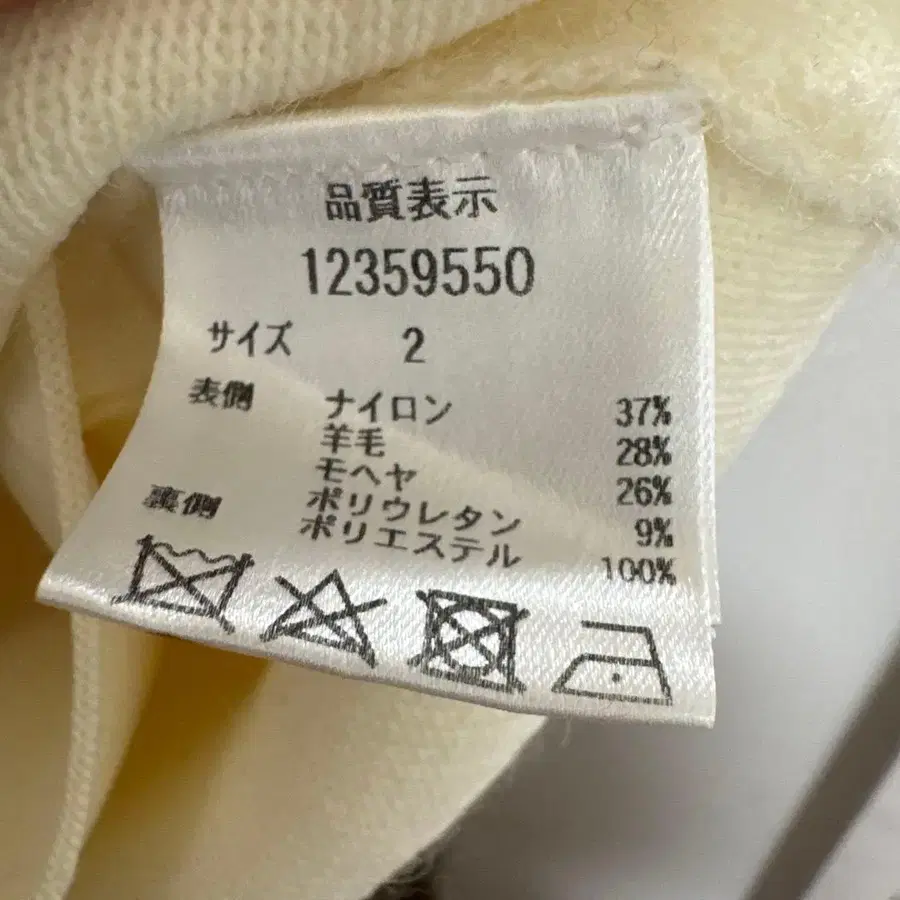 品質表示
12359550
サイズ 2
表側 ナイロン 37%
羊毛 28%
モヘヤ 26%
ポリウレタン 9%
裏側 ポリエステル 100%